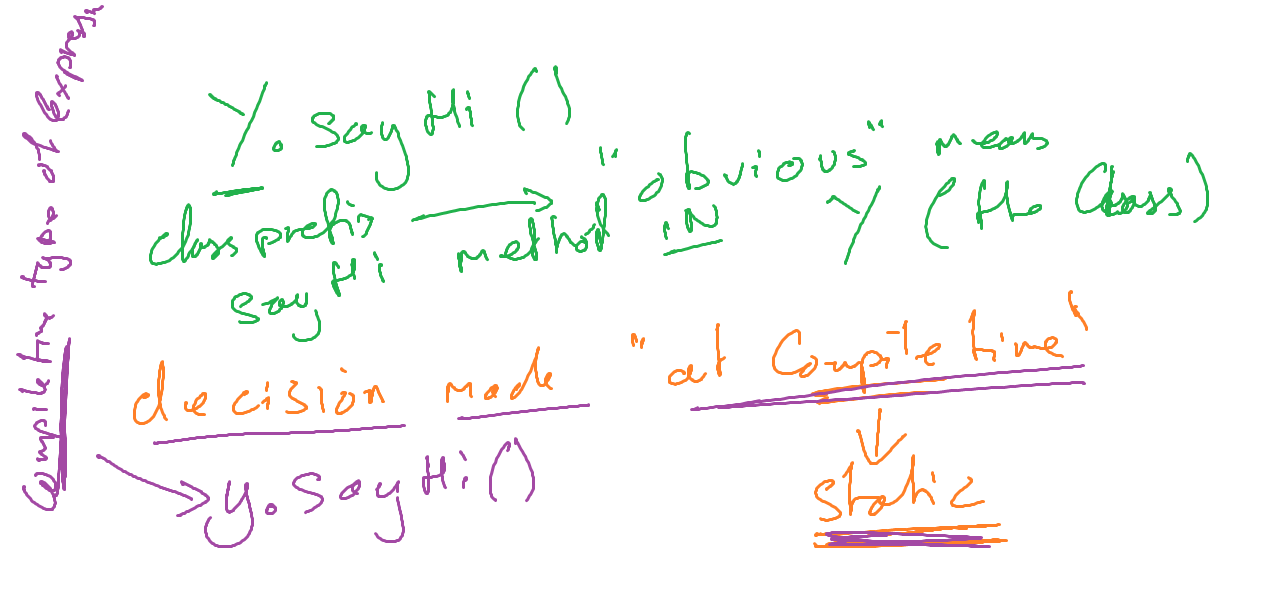 Y. sayHi ()
class prefix → method "obvious" means
sayHi IN Y (the Class)
decision made "at Compile time"
static
y. SayHi ()
Compile time type of Express